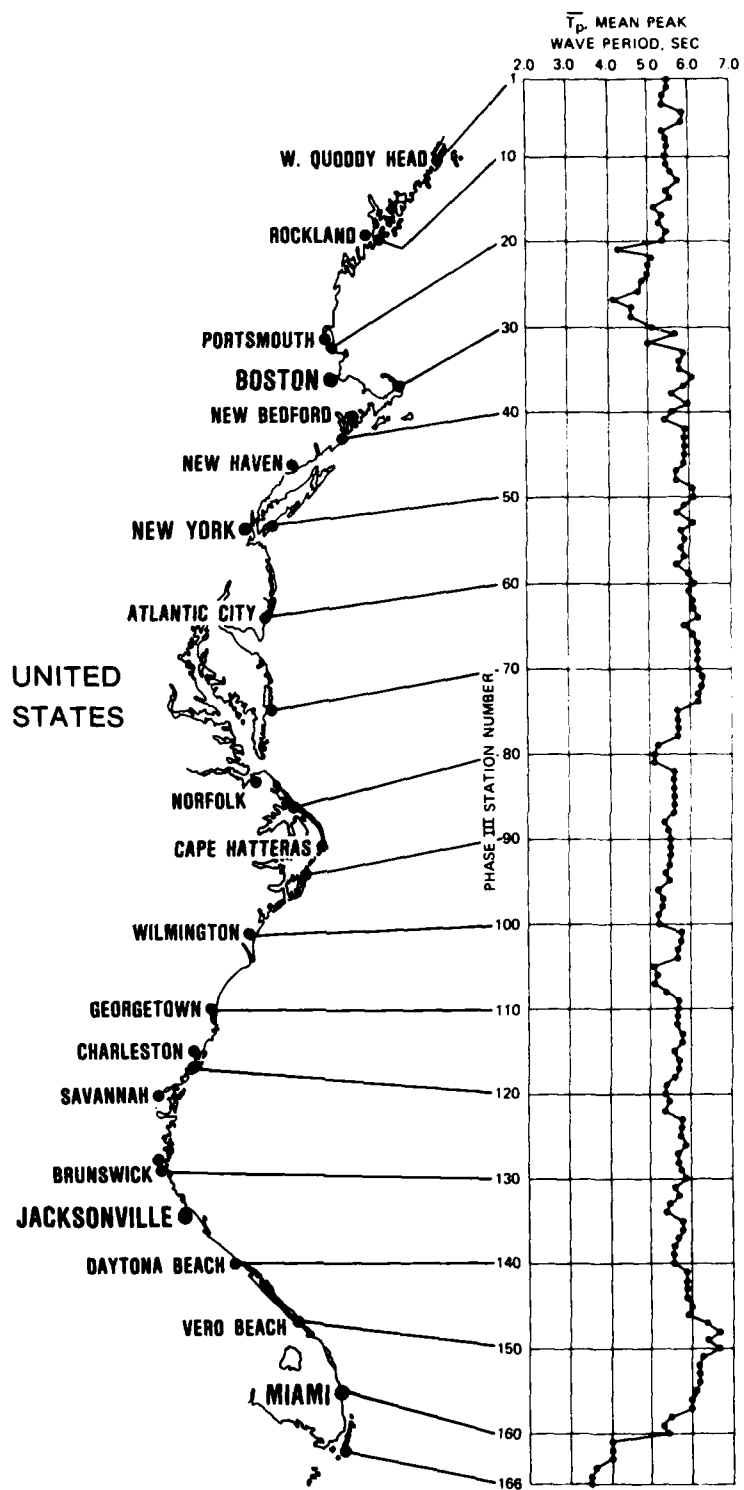 T̅p, MEAN PEAK
WAVE PERIOD, SEC
2.0 3.0 4.0 5.0 6.0 7.0
1
W. QUODDY HEAD
10
ROCKLAND
20
PORTSMOUTH
30
BOSTON
NEW BEDFORD
40
NEW HAVEN
50
NEW YORK
60
ATLANTIC CITY
70
UNITED
STATES
PHASE III STATION NUMBER
80
NORFOLK
90
CAPE HATTERAS
100
WILMINGTON
110
GEORGETOWN
CHARLESTON
120
SAVANNAH
130
BRUNSWICK
JACKSONVILLE
140
DAYTONA BEACH
VERO BEACH
150
MIAMI
160
166